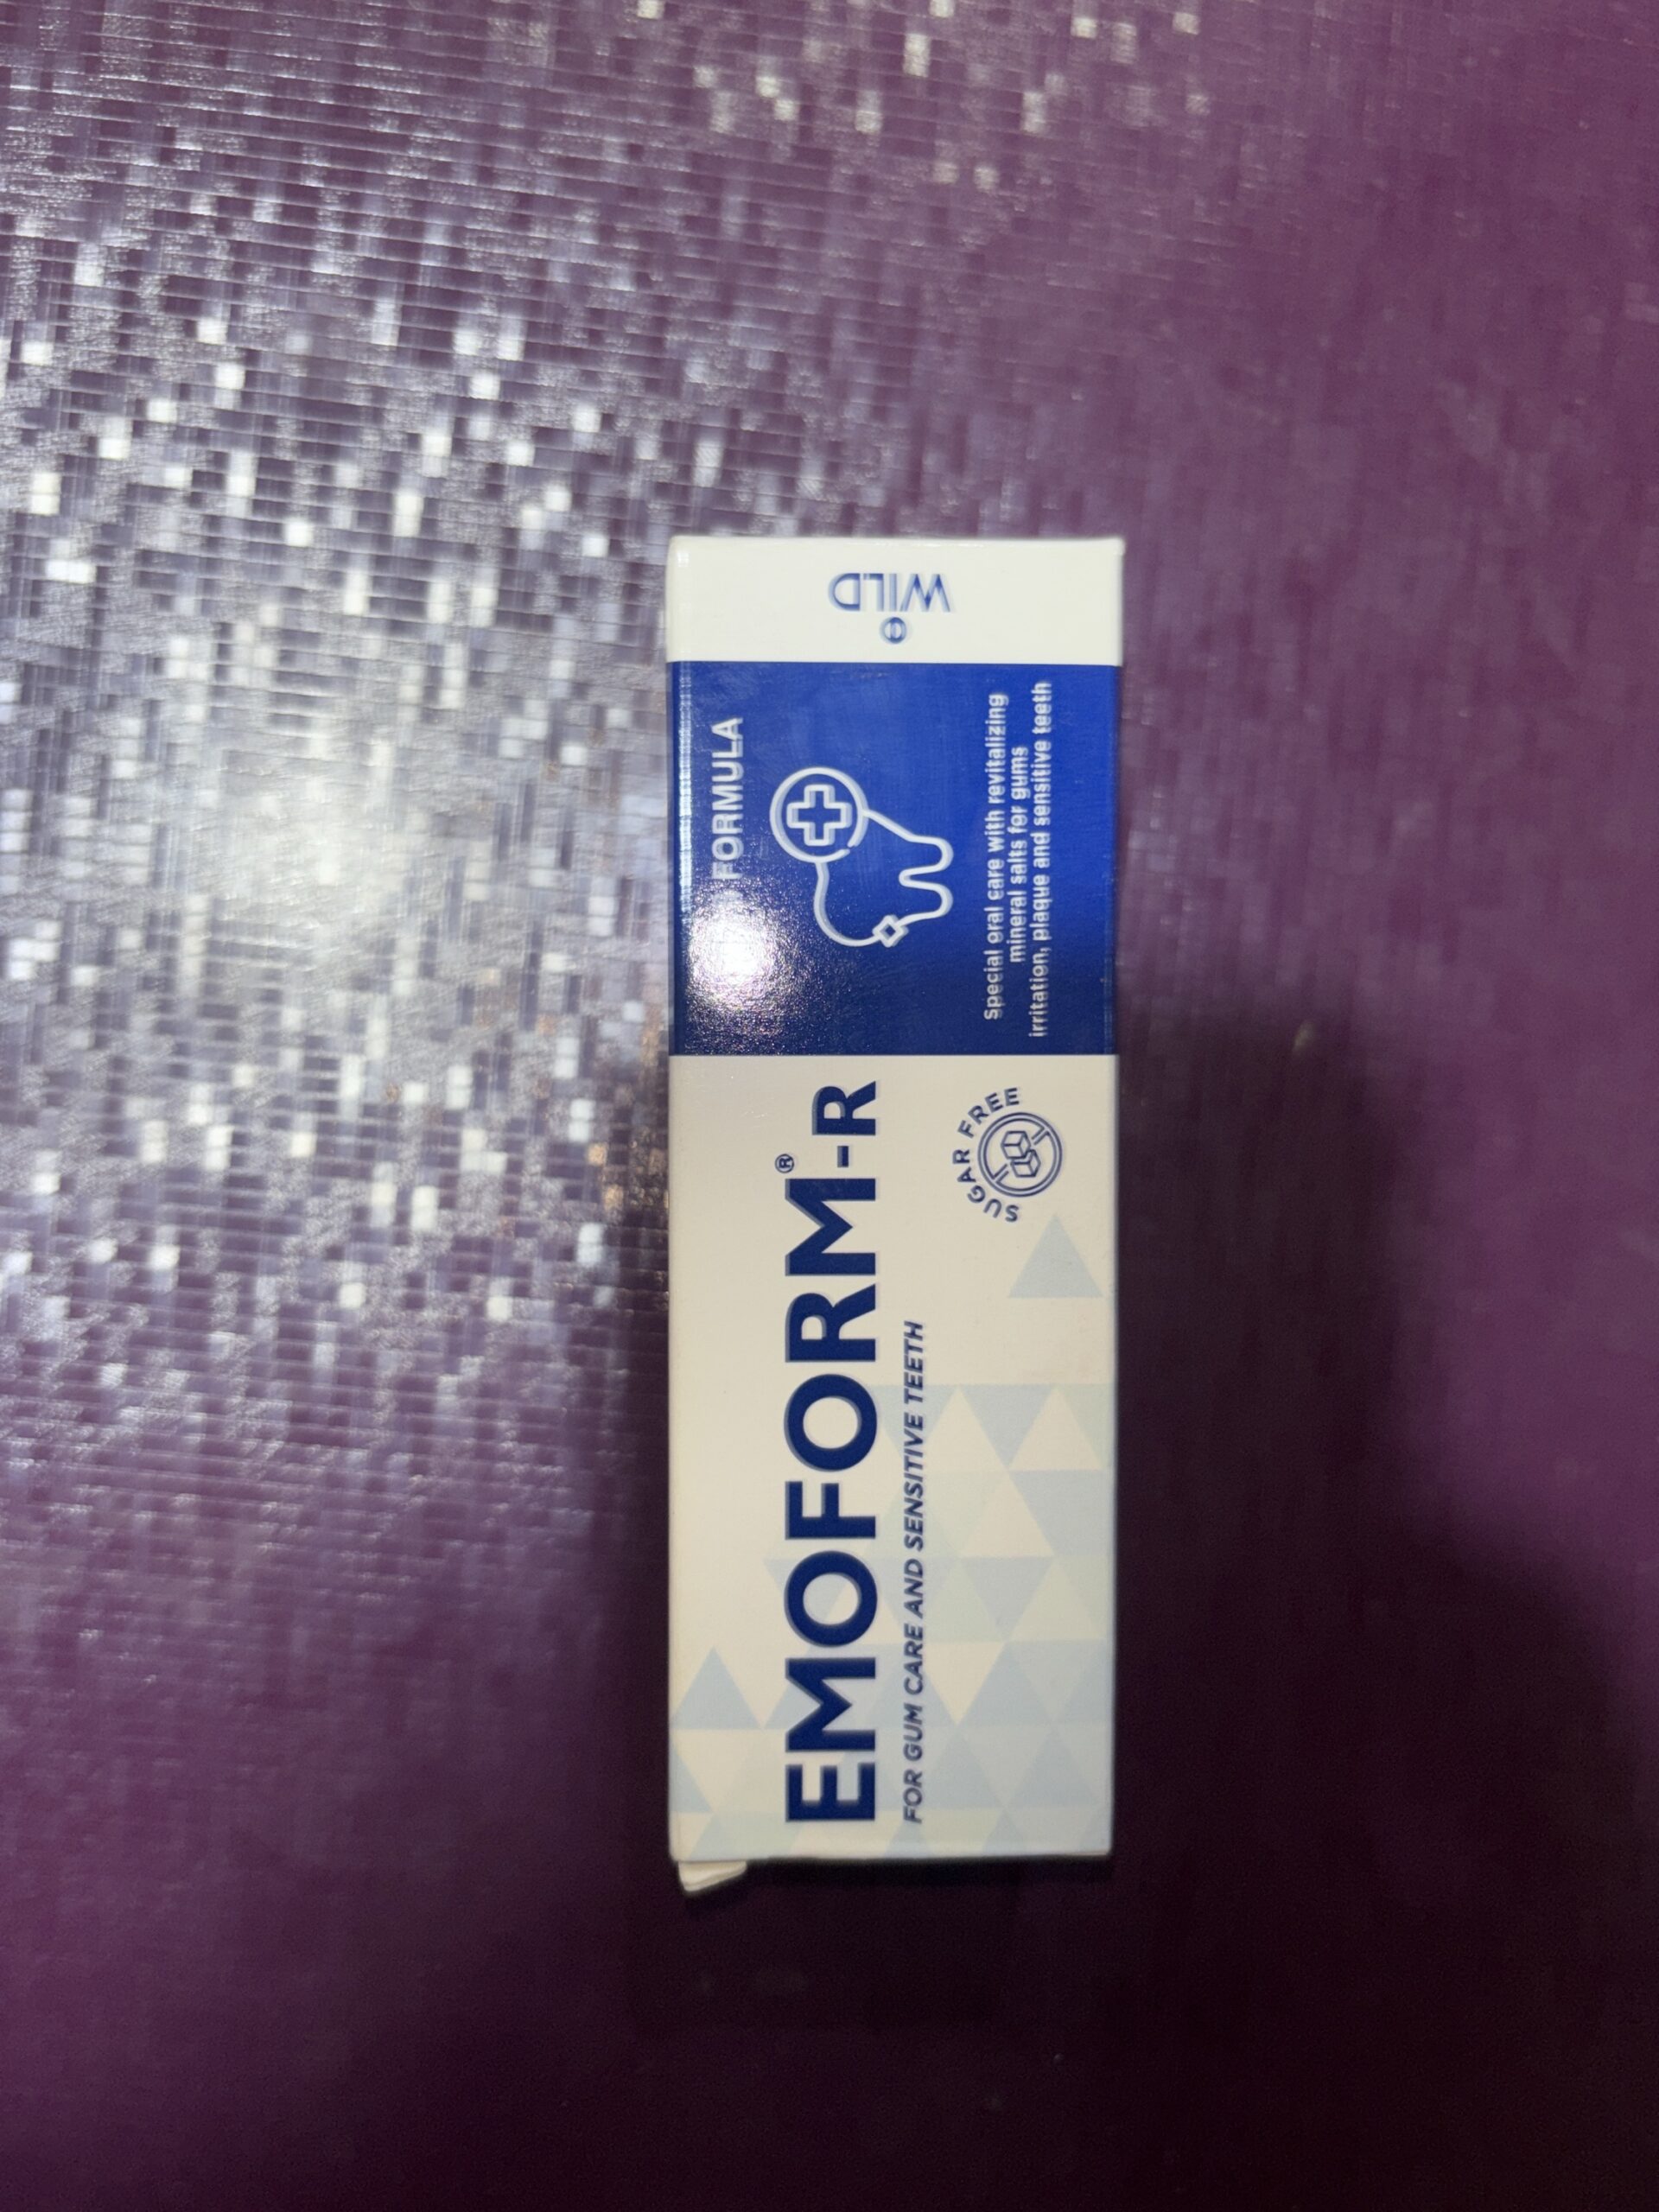 EMOFORM®-R
FOR GUM CARE AND SENSITIVE TEETH
SUGAR FREE
FORMULA
Special oral care with revitalizing
mineral salts for gums
irritation, plaque and sensitive teeth
WILD